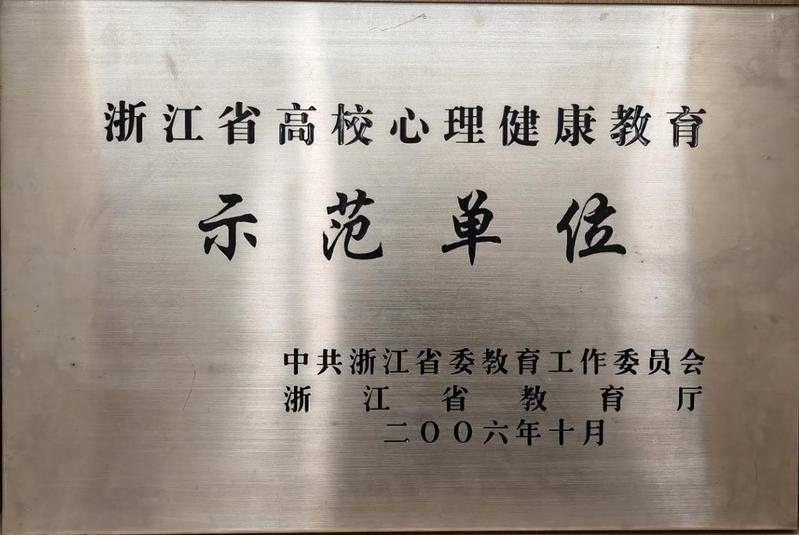 浙江省高校心理健康教育
示范单位
中共浙江省委教育工作委员会
浙江省教育厅
二〇〇六年十月